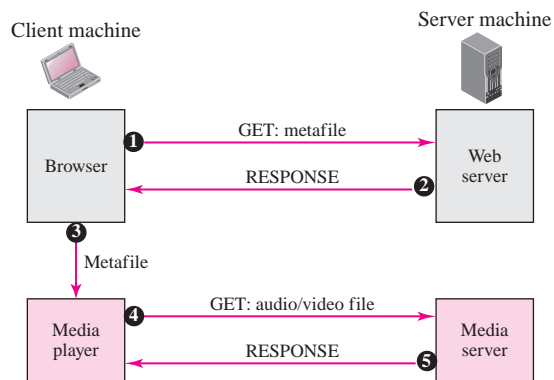 Client machine
Server machine
1
GET: metafile
Browser
Web
server
RESPONSE
2
3
Metafile
4
GET: audio/video file
Media
player
Media
server
RESPONSE
5